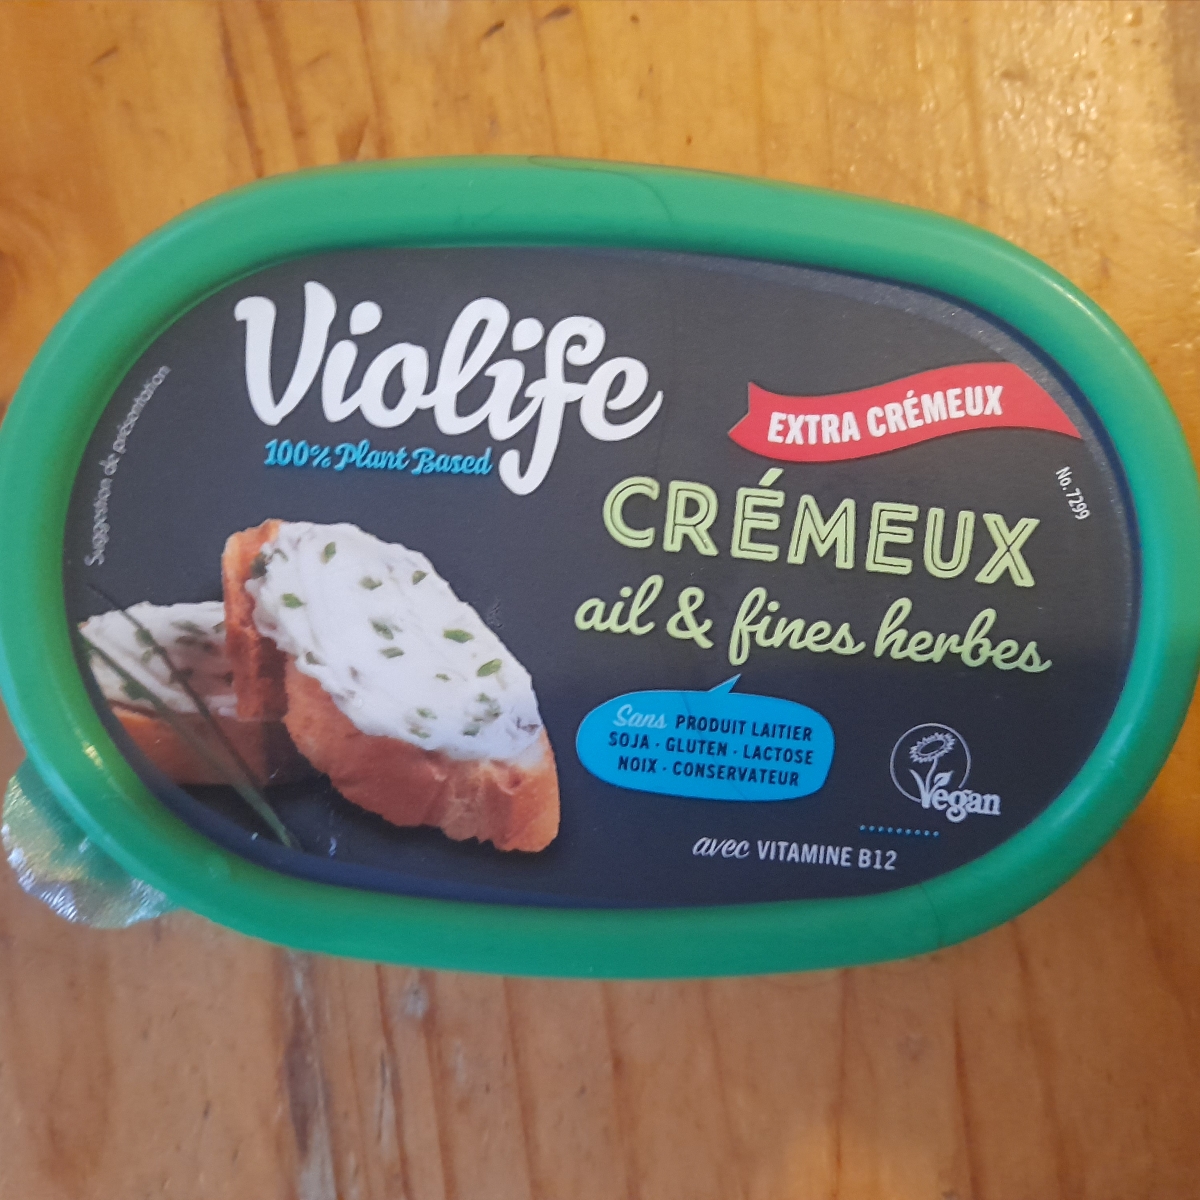 Violife
100% Plant Based
Suggestion de présentation
EXTRA CRÉMEUX
No.7299
CRÉMEUX
ail & fines herbes
Sans PRODUIT LAITIER
SOJA · GLUTEN · LACTOSE
NOIX · CONSERVATEUR
Vegan
avec VITAMINE B12